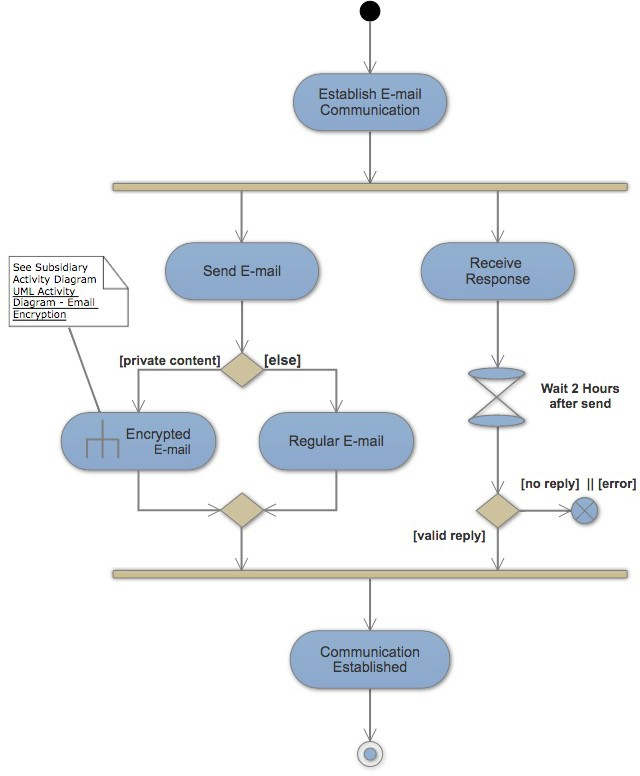 Establish E-mail
Communication
See Subsidiary
Activity Diagram
UML Activity
Diagram - Email
Encryption
Send E-mail
Receive
Response
[private content]
[else]
Wait 2 Hours
after send
Encrypted
E-mail
Regular E-mail
[no reply] || [error]
[valid reply]
Communication
Established